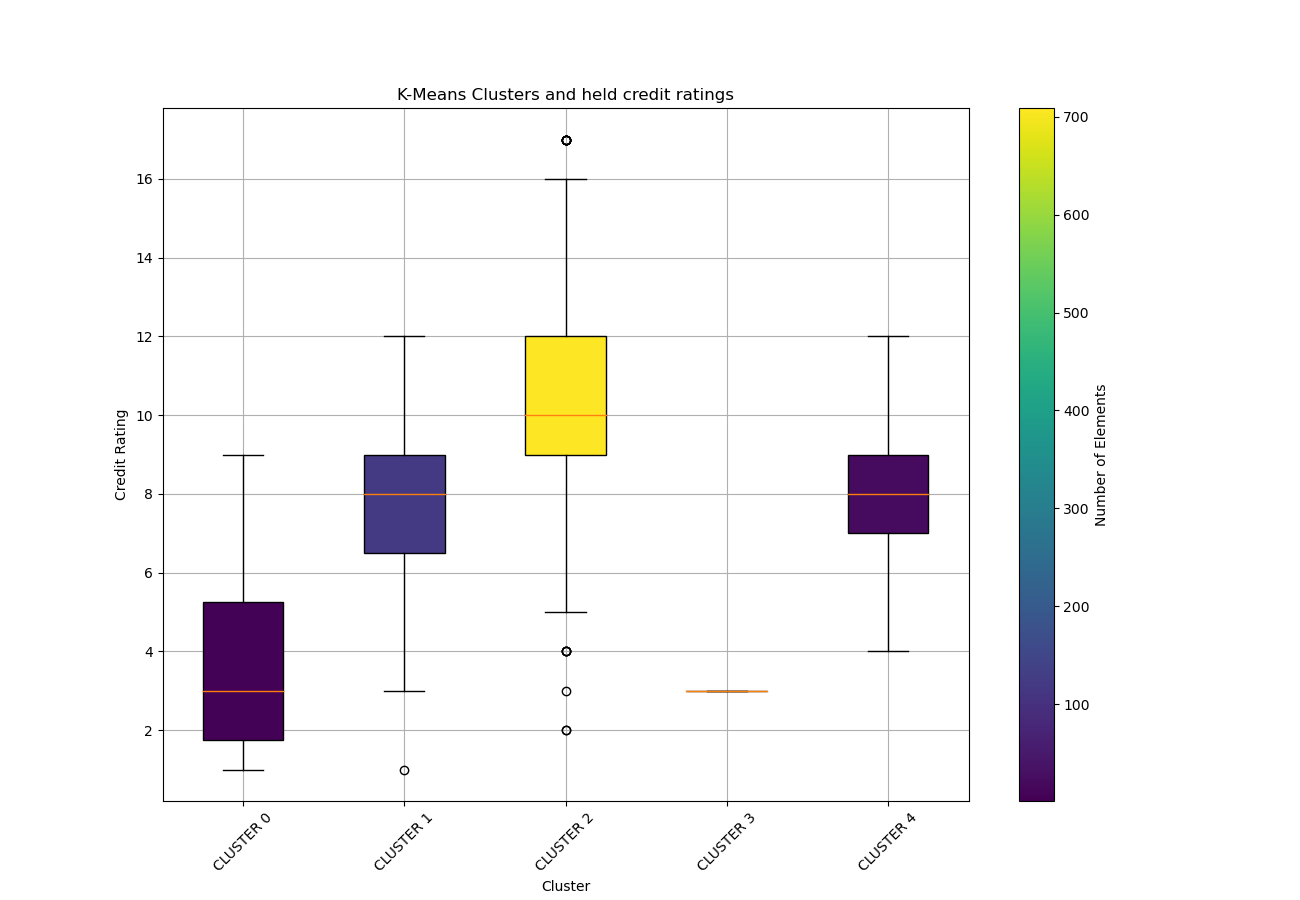 K-Means Clusters and held credit ratings
Credit Rating
16
14
12
10
8
6
4
2
CLUSTER 0
CLUSTER 1
CLUSTER 2
CLUSTER 3
CLUSTER 4
Cluster
700
600
500
400
300
200
100
Number of Elements